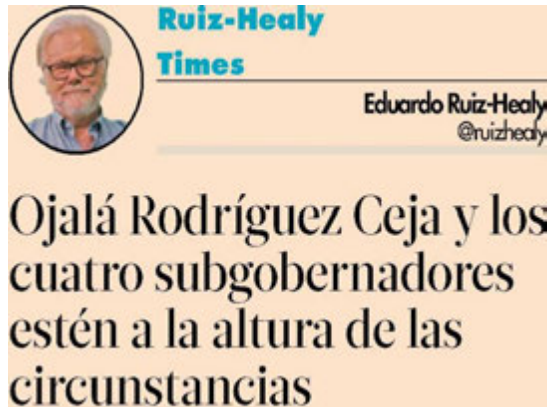 Ruiz-Healy
Times
Eduardo Ruiz-Healy
@ruizhealy
Ojalá Rodríguez Ceja y los
cuatro subgobernadores
estén a la altura de las
circunstancias